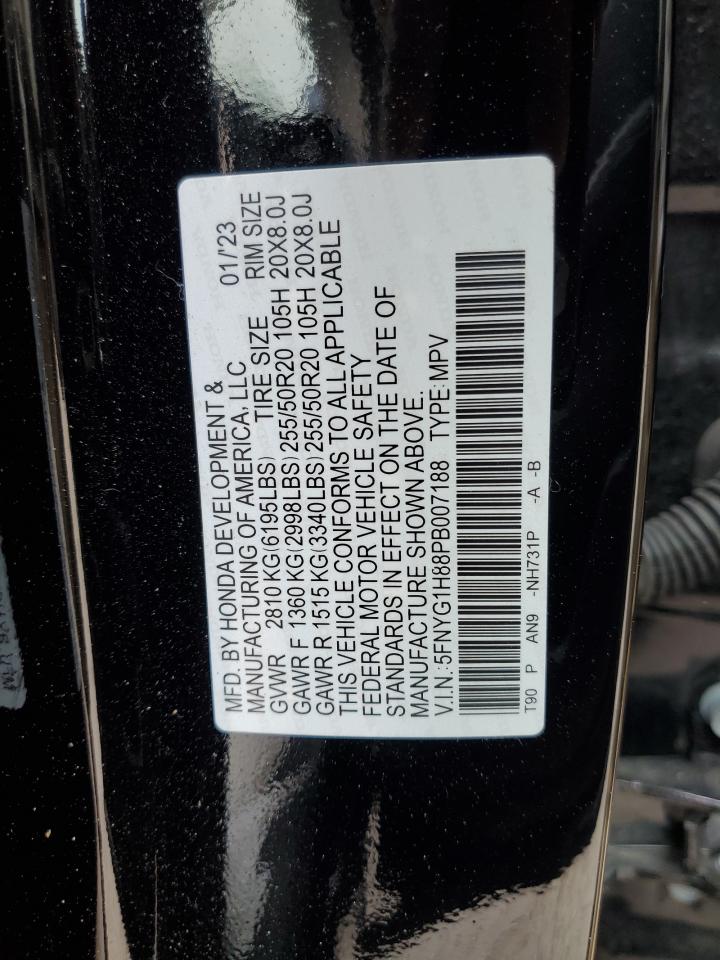 MFD. BY HONDA DEVELOPMENT &
MANUFACTURING OF AMERICA, LLC 01/'23
GVWR 2810 KG(6195LBS) TIRE SIZE RIM SIZE
GAWR F 1360 KG(2998LBS) 255/50R20 105H 20X8.0J
GAWR R 1515 KG(3340LBS) 255/50R20 105H 20X8.0J
THIS VEHICLE CONFORMS TO ALL APPLICABLE
FEDERAL MOTOR VEHICLE SAFETY
STANDARDS IN EFFECT ON THE DATE OF
MANUFACTURE SHOWN ABOVE.
V.I.N.:5FNYG1H88PB007188 TYPE: MPV
T90 P AN9 -NH731P -A -B